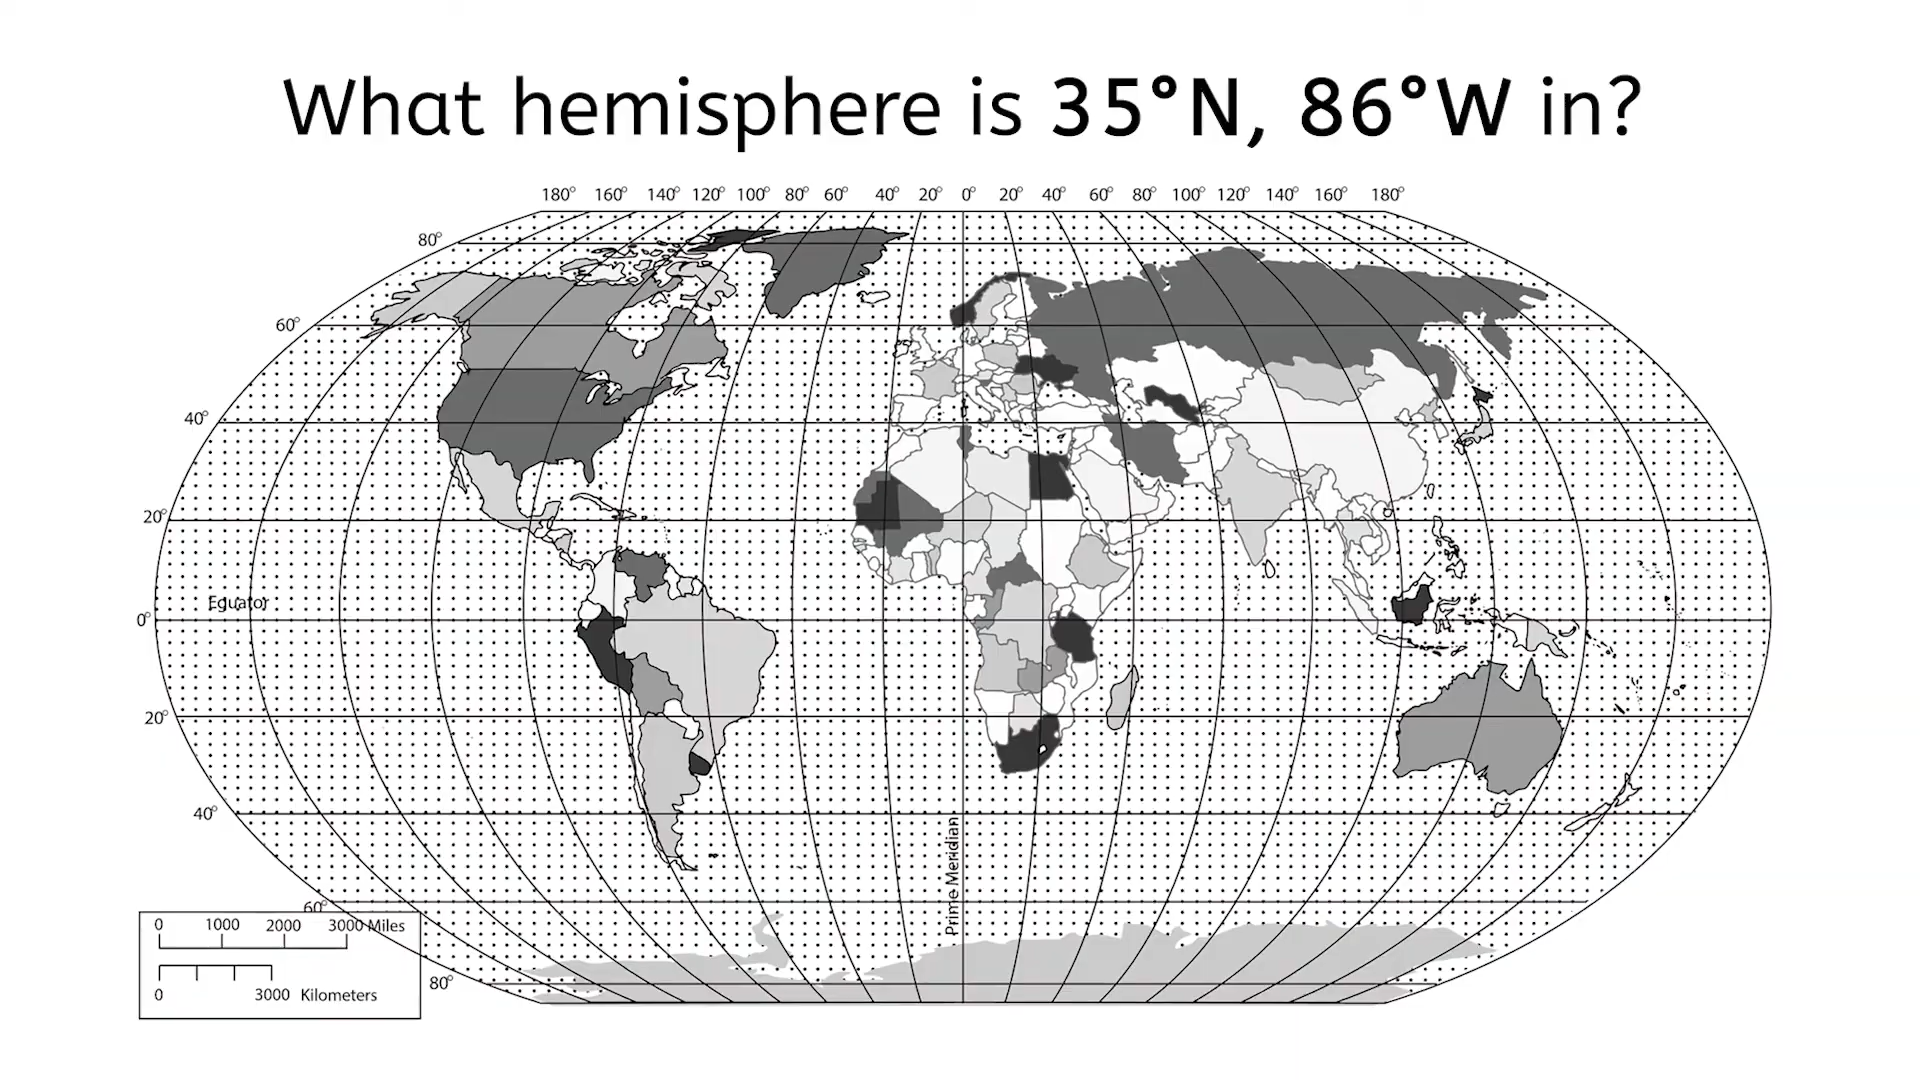 What hemisphere is 35°N, 86°W in?
180° 160° 140° 120° 100° 80° 60° 40° 20° 0° 20° 40° 60° 80° 100° 120° 140° 160° 180°
80°
60°
40°
20°
Equator
0°
20°
40°
Prime Meridian
60°
0 1000 2000 3000 Miles
80°
0 3000 Kilometers